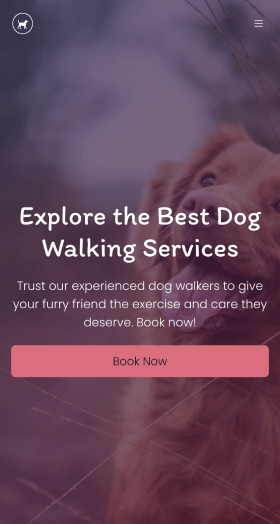 Explore the Best Dog
Walking Services
Trust our experienced dog walkers to give
your furry friend the exercise and care they
deserve. Book now!
Book Now